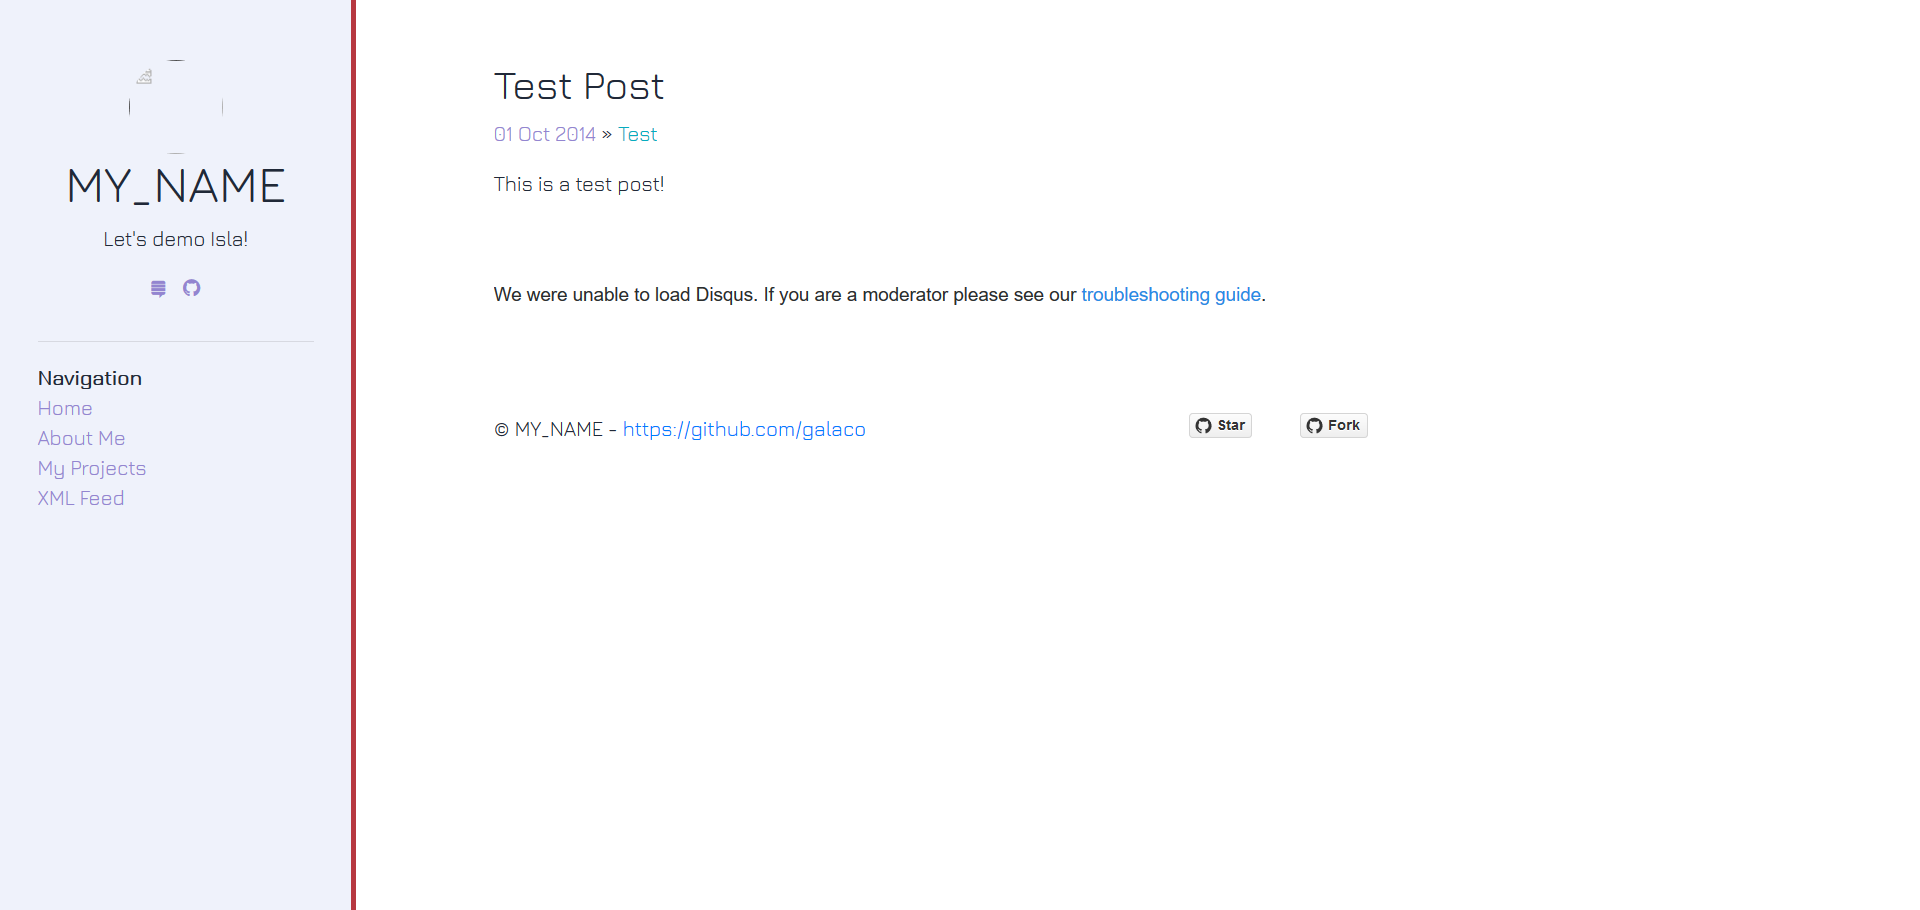 MY_NAME
Let's demo Isla!
Navigation
Home
About Me
My Projects
XML Feed
Test Post
01 Oct 2014 » Test
This is a test post!
We were unable to load Disqus. If you are a moderator please see our troubleshooting guide.
© MY_NAME - https://github.com/galaco
Star
Fork